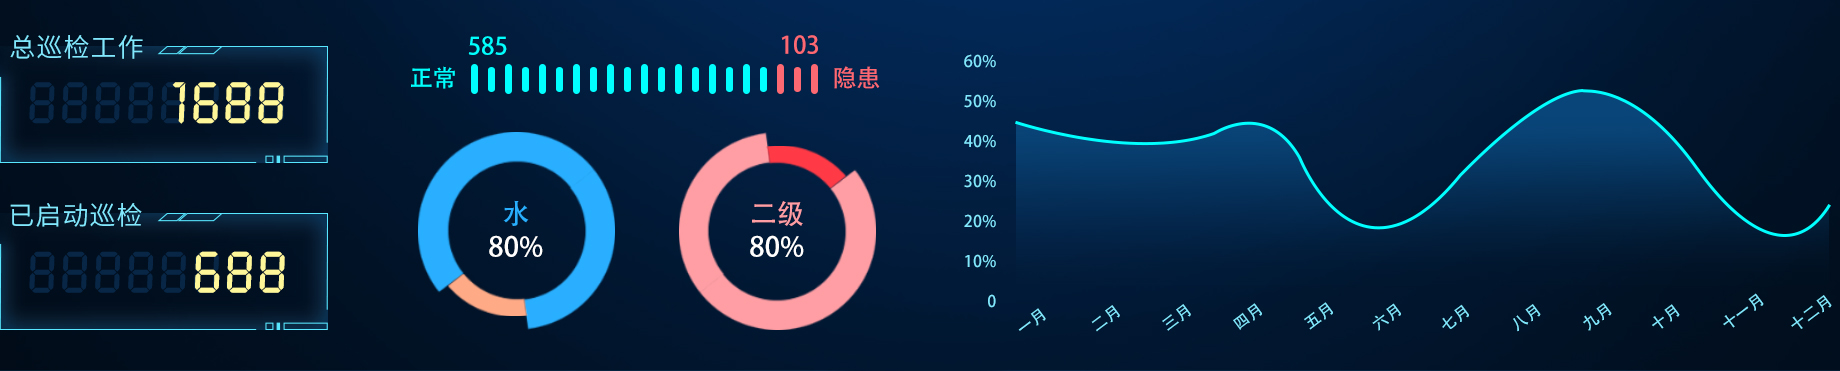 总巡检工作
1688
已启动巡检
688
585
103
正常
隐患
水
80%
二级
80%
60%
50%
40%
30%
20%
10%
0
一月 二月 三月 四月 五月 六月 七月 八月 九月 十月 十一月 十二月